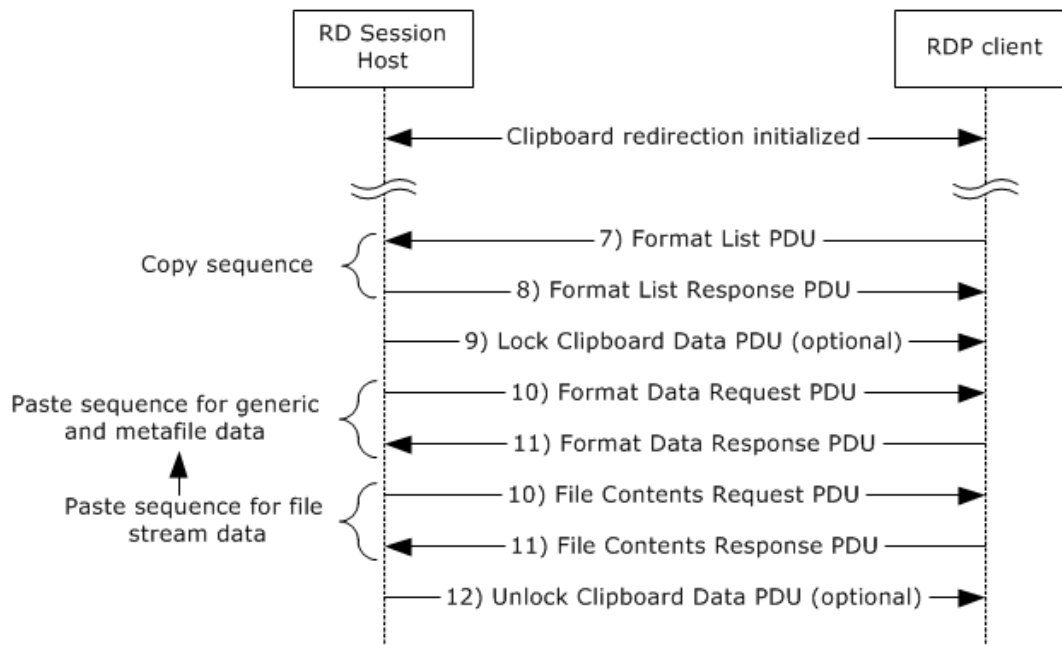 RD Session
Host
RDP client
Clipboard redirection initialized
7) Format List PDU
Copy sequence
8) Format List Response PDU
9) Lock Clipboard Data PDU (optional)
10) Format Data Request PDU
Paste sequence for generic
and metafile data
11) Format Data Response PDU
10) File Contents Request PDU
Paste sequence for file
stream data
11) File Contents Response PDU
12) Unlock Clipboard Data PDU (optional)